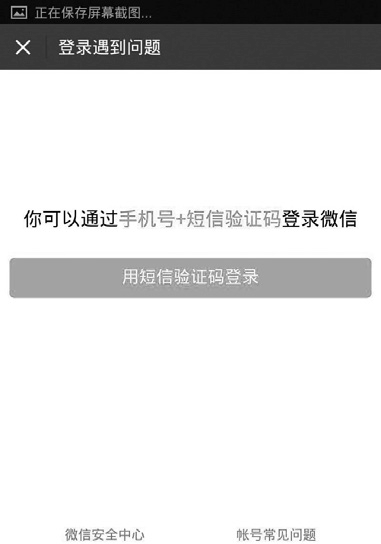 正在保存屏幕截图...
登录遇到问题
你可以通过手机号+短信验证码登录微信
用短信验证码登录
微信安全中心 帐号常见问题